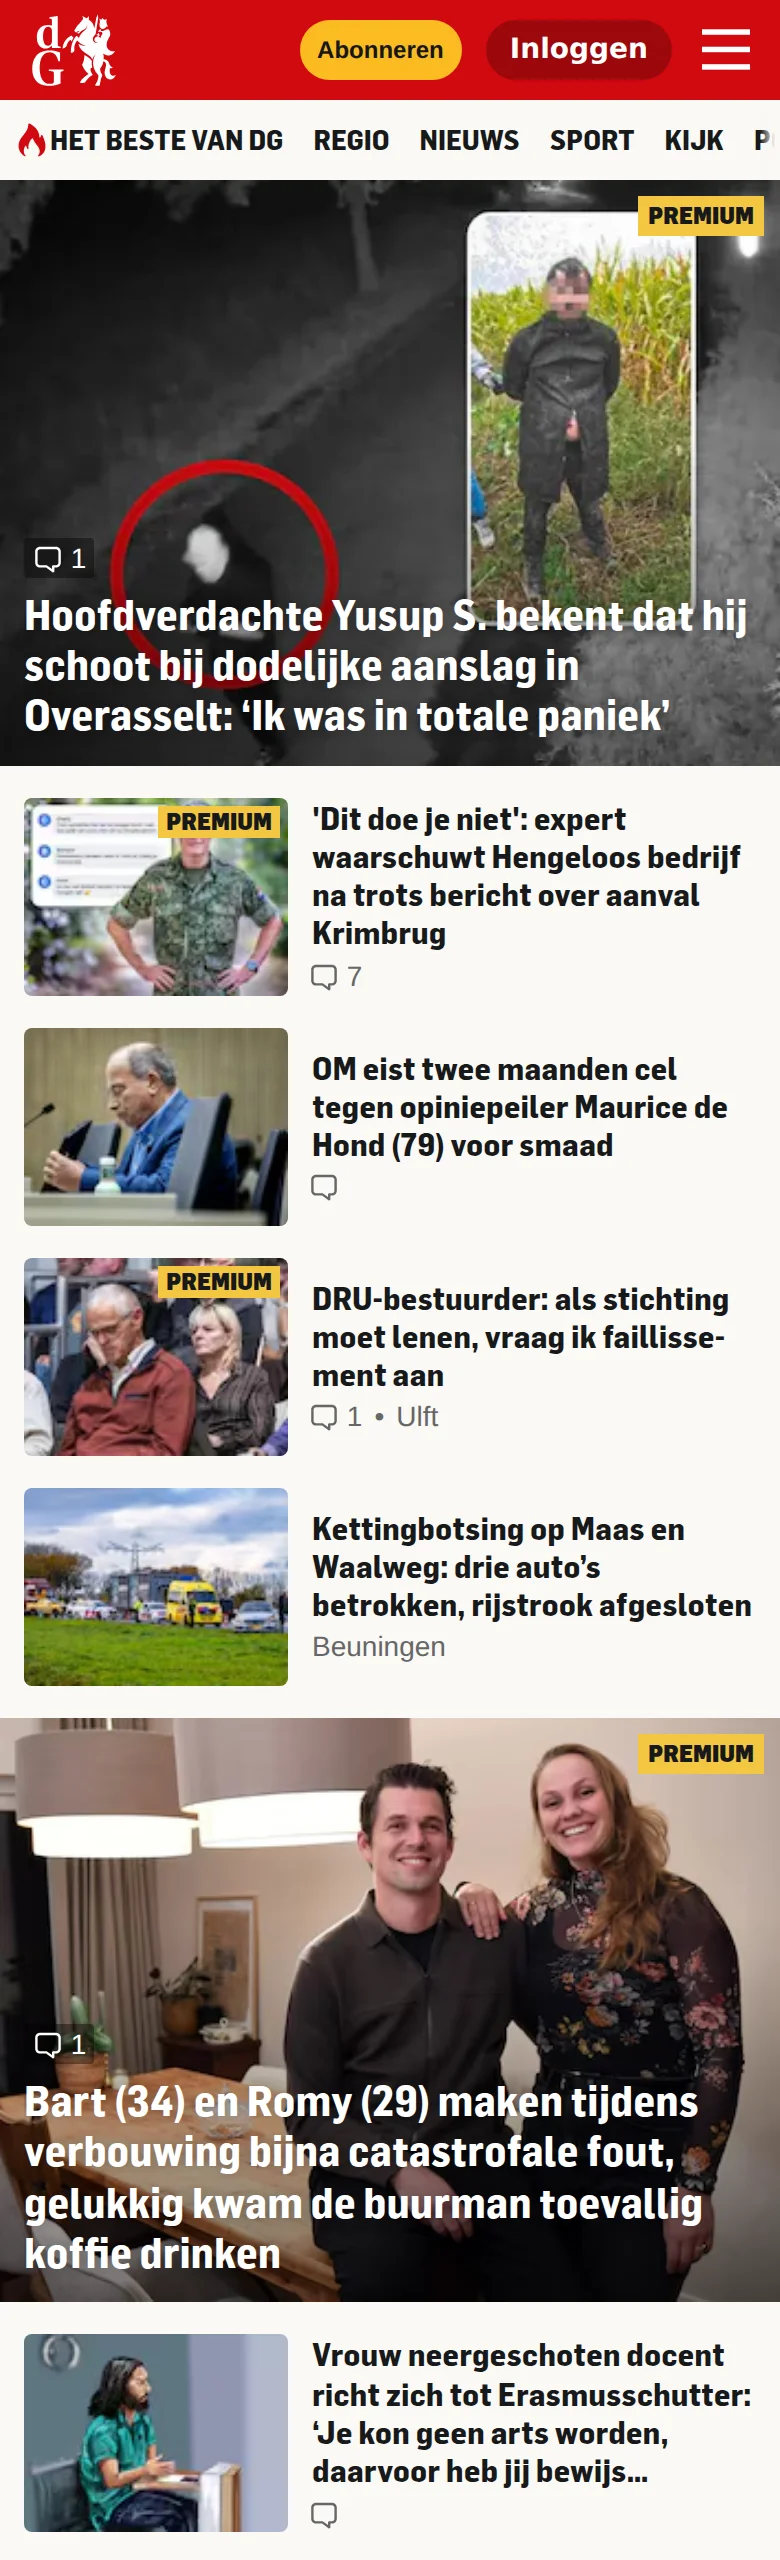 dG
Abonneren
Inloggen
HET BESTE VAN DG REGIO NIEUWS SPORT KIJK
PREMIUM
1
Hoofdverdachte Yusup S. bekent dat hij
schoot bij dodelijke aanslag in
Overasselt: ‘Ik was in totale paniek’
PREMIUM
'Dit doe je niet': expert
waarschuwt Hengeloos bedrijf
na trots bericht over aanval
Krimbrug
7
OM eist twee maanden cel
tegen opiniepeiler Maurice de
Hond (79) voor smaad
PREMIUM
DRU-bestuurder: als stichting
moet lenen, vraag ik faillisse-
ment aan
1 • Ulft
Kettingbotsing op Maas en
Waalweg: drie auto’s
betrokken, rijstrook afgesloten
Beuningen
PREMIUM
1
Bart (34) en Romy (29) maken tijdens
verbouwing bijna catastrofale fout,
gelukkig kwam de buurman toevallig
koffie drinken
Vrouw neergeschoten docent
richt zich tot Erasmusschutter:
‘Je kon geen arts worden,
daarvoor heb jij bewijs...